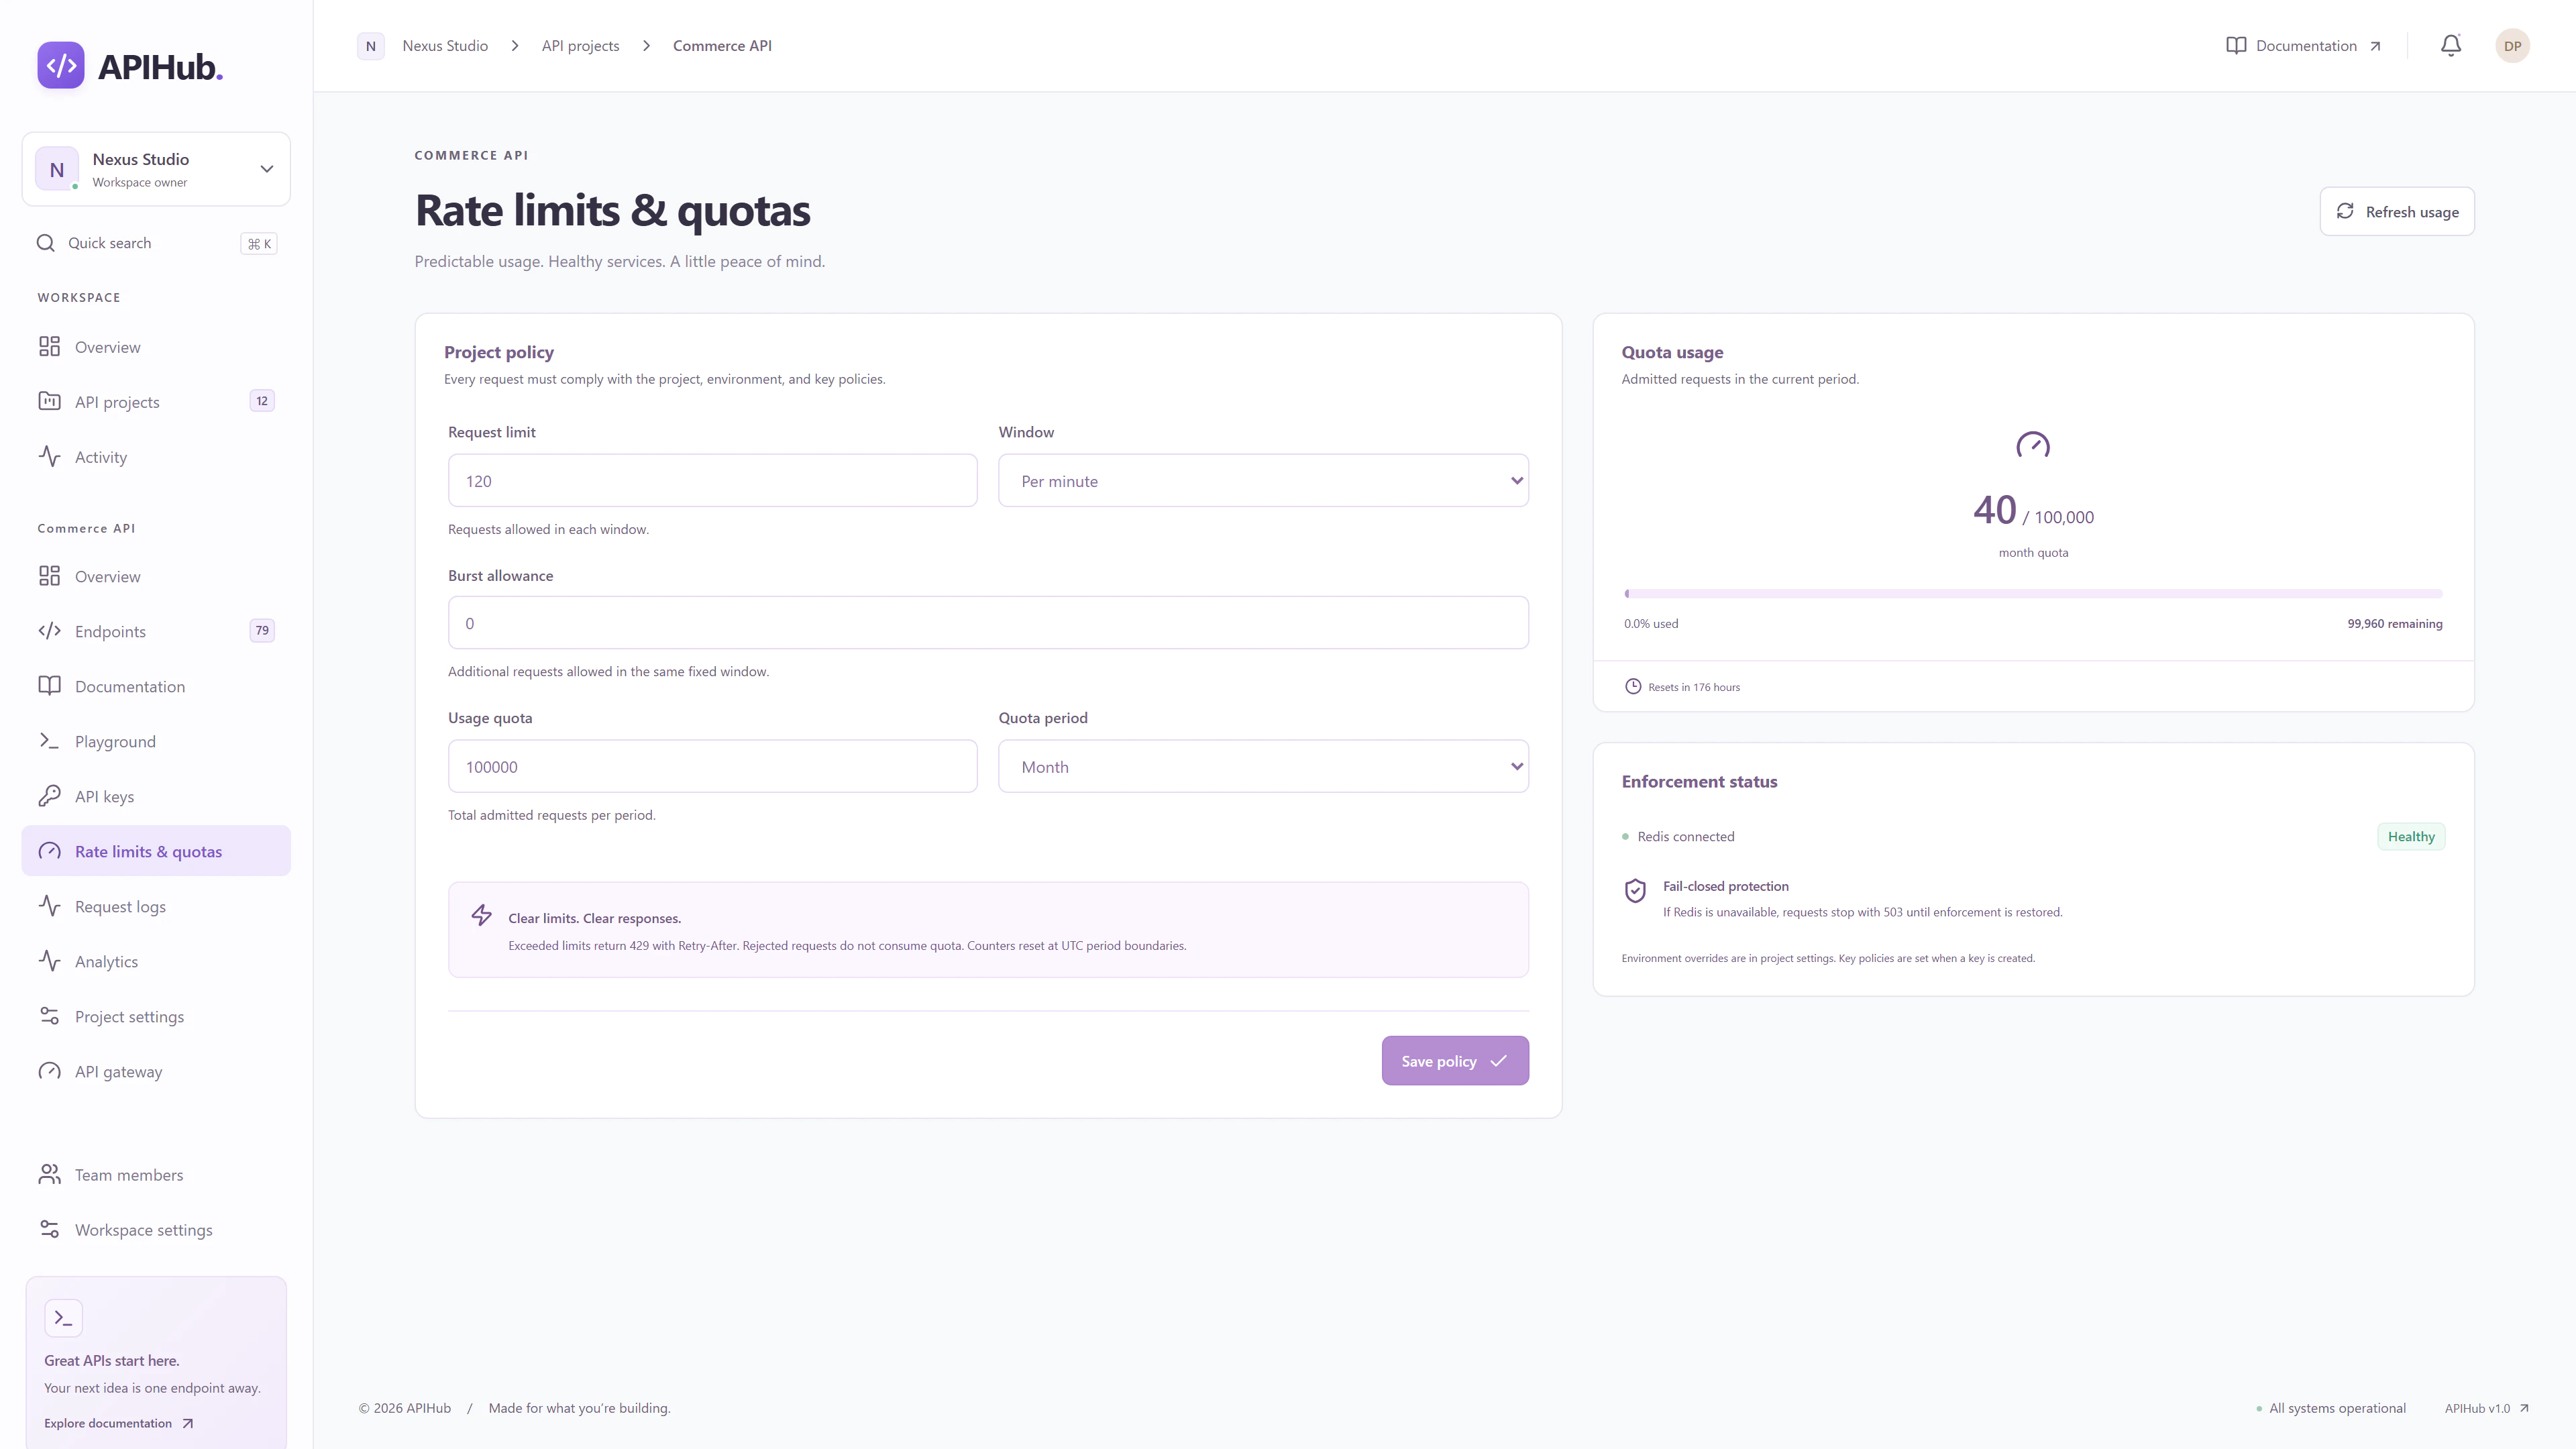 APIHub.
N
Nexus Studio
Workspace owner
Quick search
⌘ K
WORKSPACE
Overview
API projects
12
Activity
Commerce API
Overview
Endpoints
79
Documentation
Playground
API keys
Rate limits & quotas
Request logs
Analytics
Project settings
API gateway
Team members
Workspace settings
Great APIs start here.
Your next idea is one endpoint away.
Explore documentation
N
Nexus Studio
API projects
Commerce API
Documentation
DP
COMMERCE API
Rate limits & quotas
Predictable usage. Healthy services. A little peace of mind.
Refresh usage
Project policy
Every request must comply with the project, environment, and key policies.
Request limit
Window
120
Per minute
Requests allowed in each window.
Burst allowance
0
Additional requests allowed in the same fixed window.
Usage quota
Quota period
100000
Month
Total admitted requests per period.
Clear limits. Clear responses.
Exceeded limits return 429 with Retry-After. Rejected requests do not consume quota. Counters reset at UTC period boundaries.
Save policy
Quota usage
Admitted requests in the current period.
40 / 100,000
month quota
0.0% used
99,960 remaining
Resets in 176 hours
Enforcement status
Redis connected
Healthy
Fail-closed protection
If Redis is unavailable, requests stop with 503 until enforcement is restored.
Environment overrides are in project settings. Key policies are set when a key is created.
© 2026 APIHub / Made for what you're building.
All systems operational
APIHub v1.0